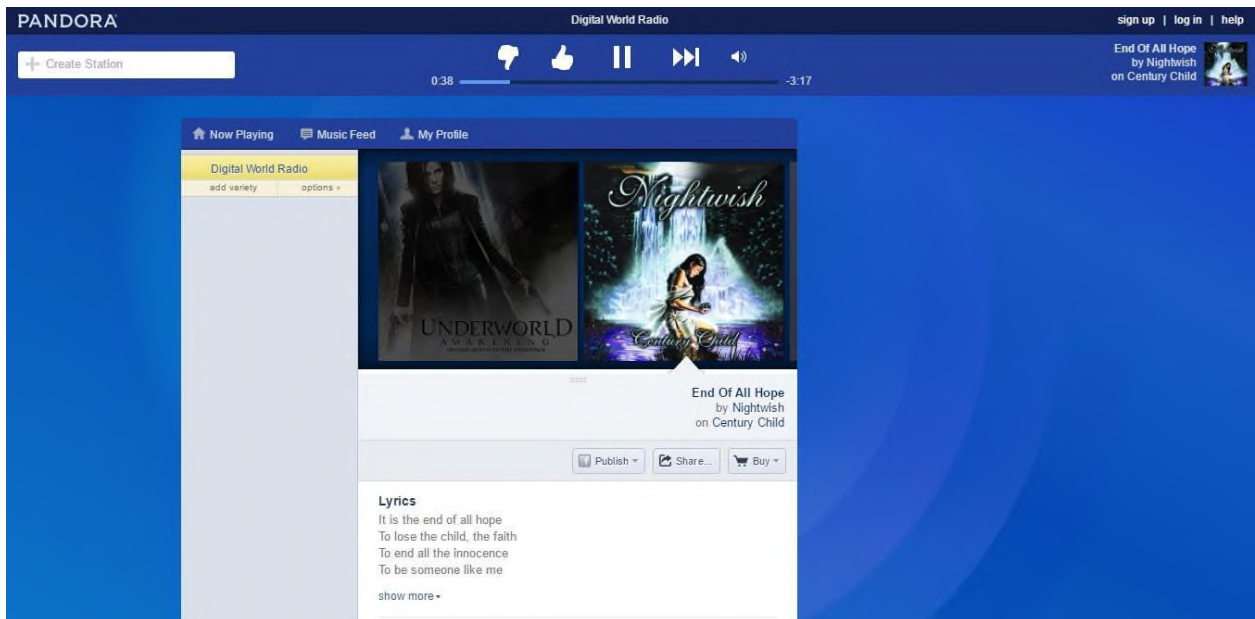 PANDORA
Digital World Radio
sign up | log in | help
+ Create Station
0:38
-3:17
End Of All Hope
by Nightwish
on Century Child
Now Playing
Music Feed
My Profile
Digital World Radio
add variety
options
UNDERWORLD
AWAKENING
ORIGINAL MOTION PICTURE SOUNDTRACK
Nightwish
Century Child
End Of All Hope
by Nightwish
on Century Child
Publish
Share...
Buy
Lyrics
It is the end of all hope
To lose the child, the faith
To end all the innocence
To be someone like me
show more